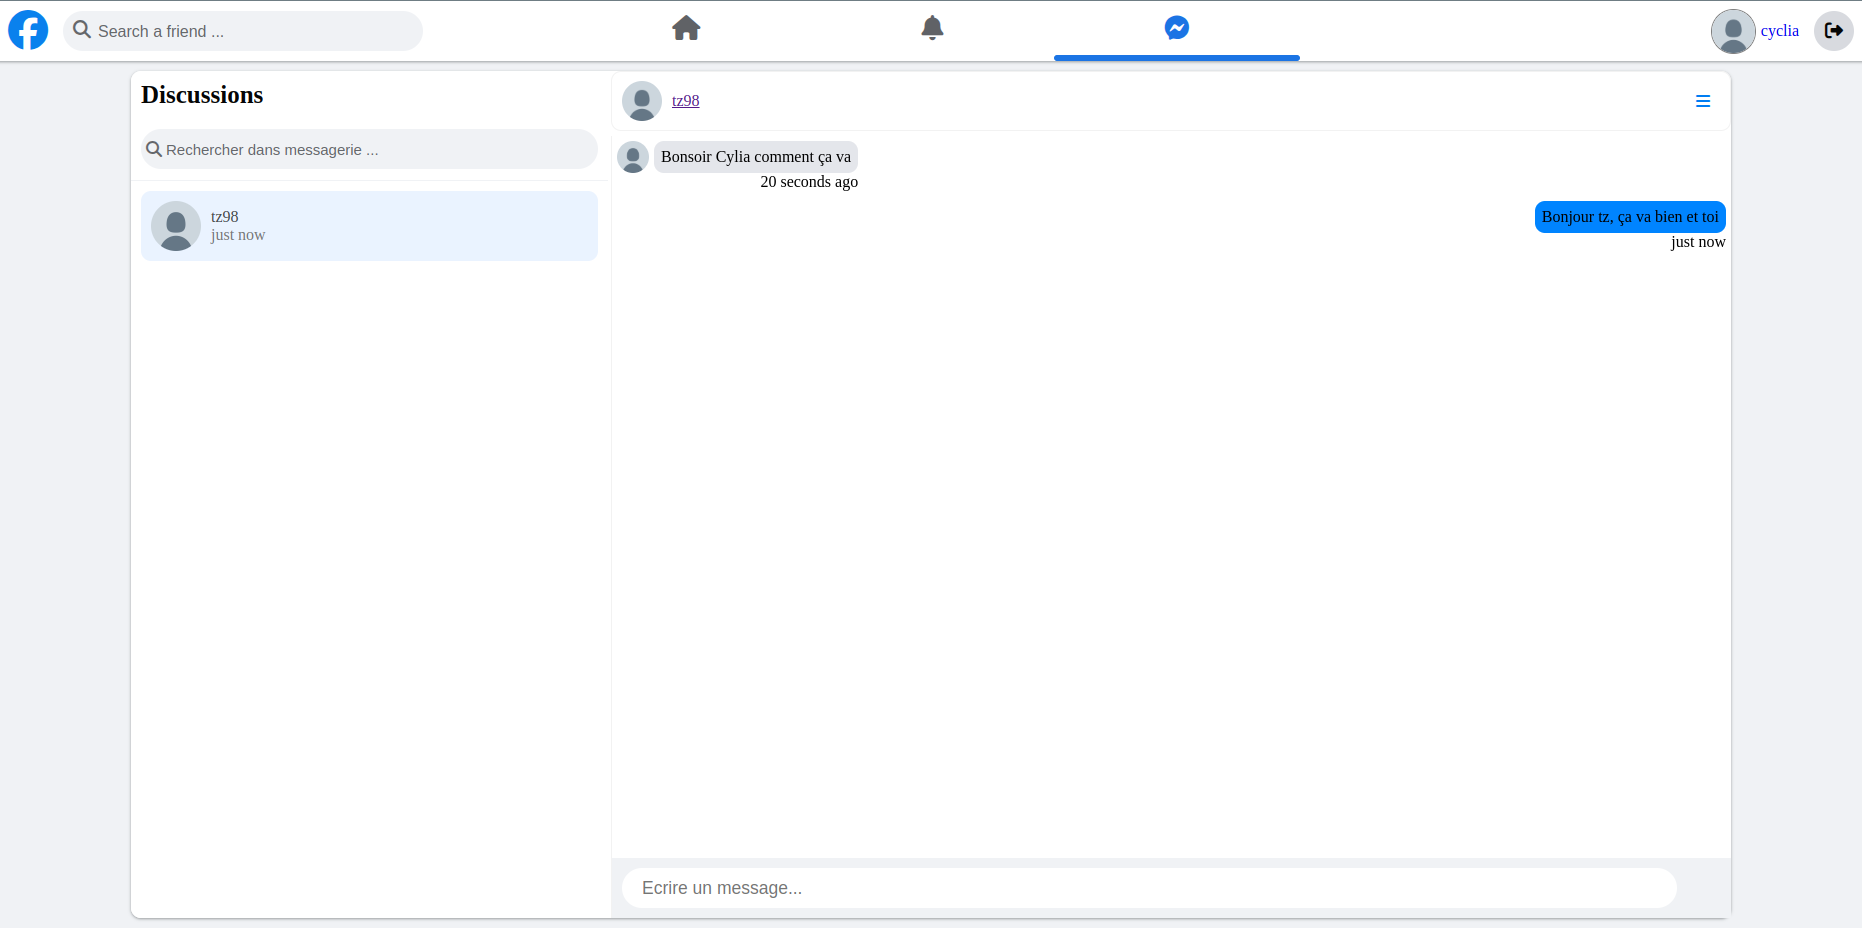 Search a friend ...
cyclia
Discussions
Rechercher dans messagerie ...
tz98
just now
tz98
Bonsoir Cylia comment ça va
20 seconds ago
Bonjour tz, ça va bien et toi
just now
Ecrire un message...